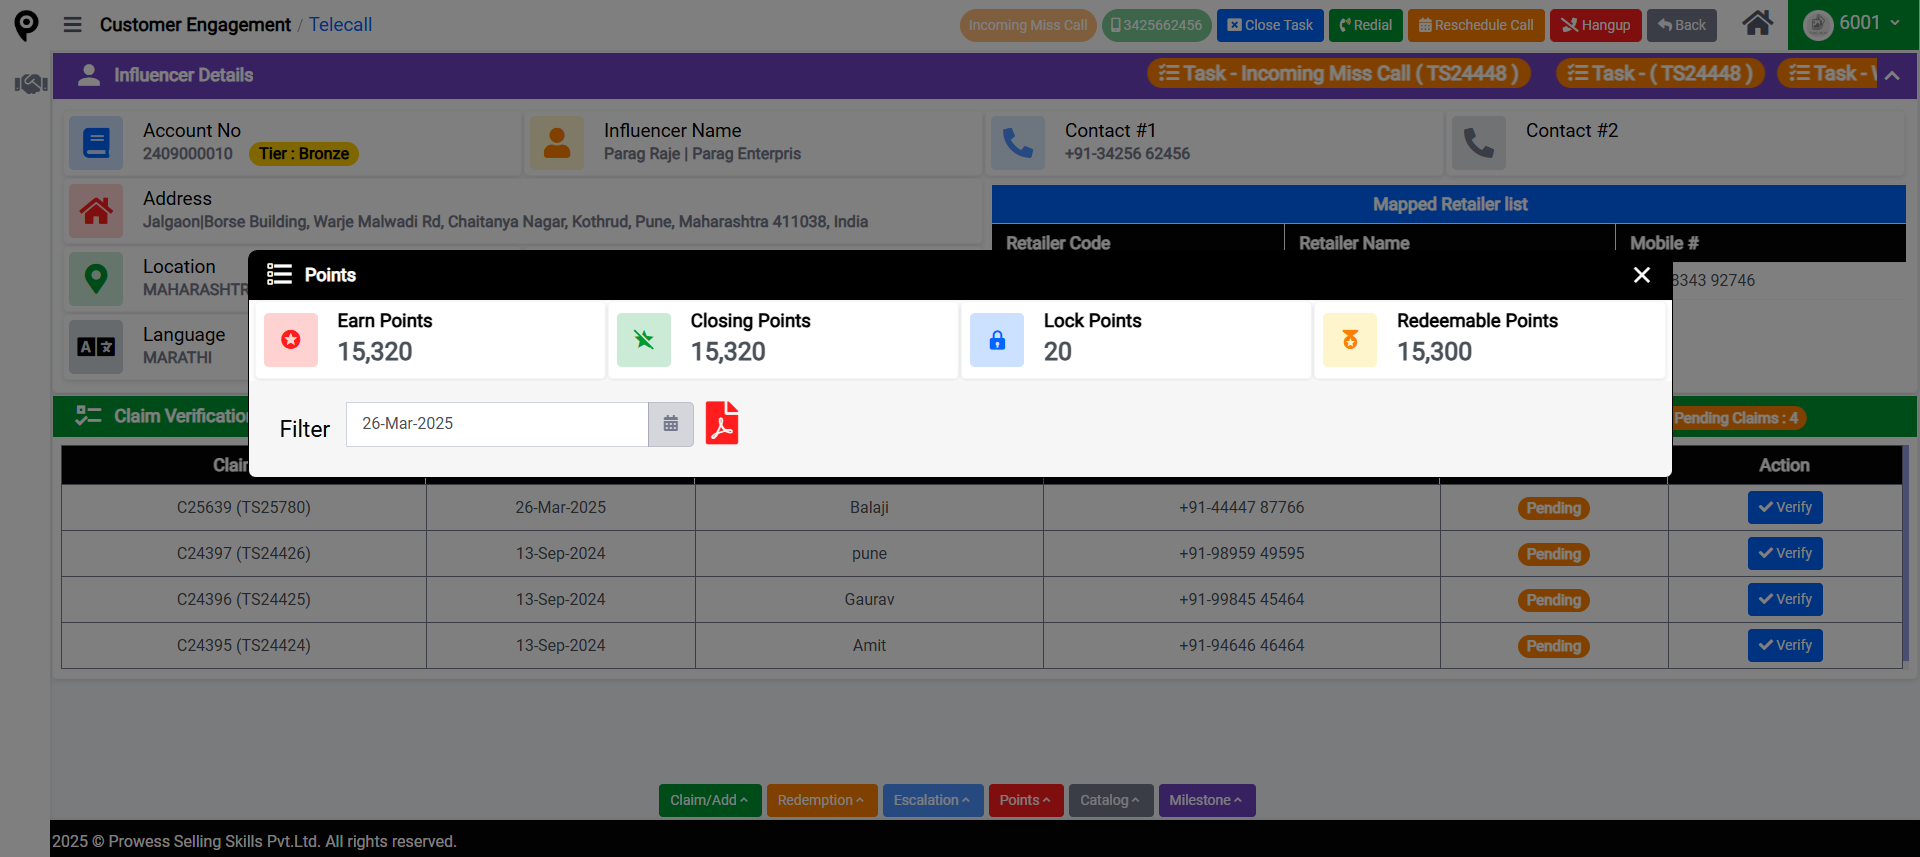 Customer Engagement / Telecall
Incoming Miss Call
3425662456
Close Task
Redial
Reschedule Call
Hangup
Back
6001
Influencer Details
Task - Incoming Miss Call ( TS24448 )
Task - ( TS24448 )
Task -
Account No
2409000010
Tier : Bronze
Influencer Name
Parag Raje | Parag Enterpris
Contact #1
+91-34256 62456
Contact #2
Address
Jalgaon|Borse Building, Warje Malwadi Rd, Chaitanya Nagar, Kothrud, Pune, Maharashtra 411038, India
Mapped Retailer list
Retailer Code
Retailer Name
Mobile #
8343 92746
Location
MAHARASHTR
Language
MARATHI
Points
Earn Points
15,320
Closing Points
15,320
Lock Points
20
Redeemable Points
15,300
Filter
26-Mar-2025
Claim Verification
Pending Claims : 4
Clai
Action
C25639 (TS25780) 26-Mar-2025 Balaji +91-44447 87766 Pending Verify
C24397 (TS24426) 13-Sep-2024 pune +91-98959 49595 Pending Verify
C24396 (TS24425) 13-Sep-2024 Gaurav +91-99845 45464 Pending Verify
C24395 (TS24424) 13-Sep-2024 Amit +91-94646 46464 Pending Verify
Claim/Add
Redemption
Escalation
Points
Catalog
Milestone
2025 © Prowess Selling Skills Pvt.Ltd. All rights reserved.